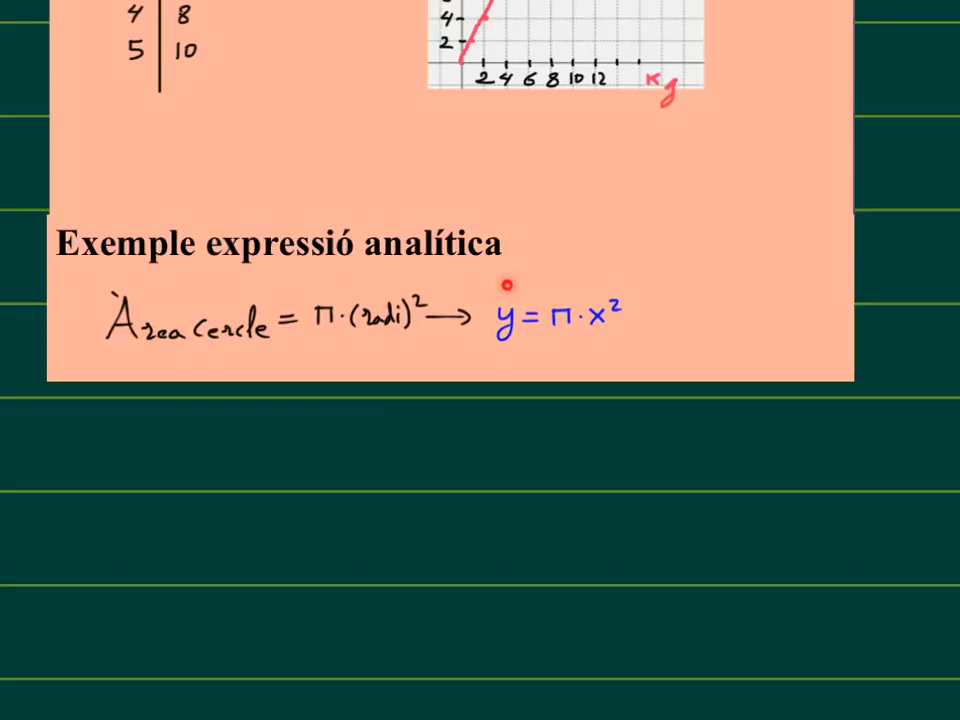 4 8
5 10
4
2
2 4 6 8 10 12 Kg
Exemple expressió analítica
Àrea cercle = π · (radi)² → y = π · x²